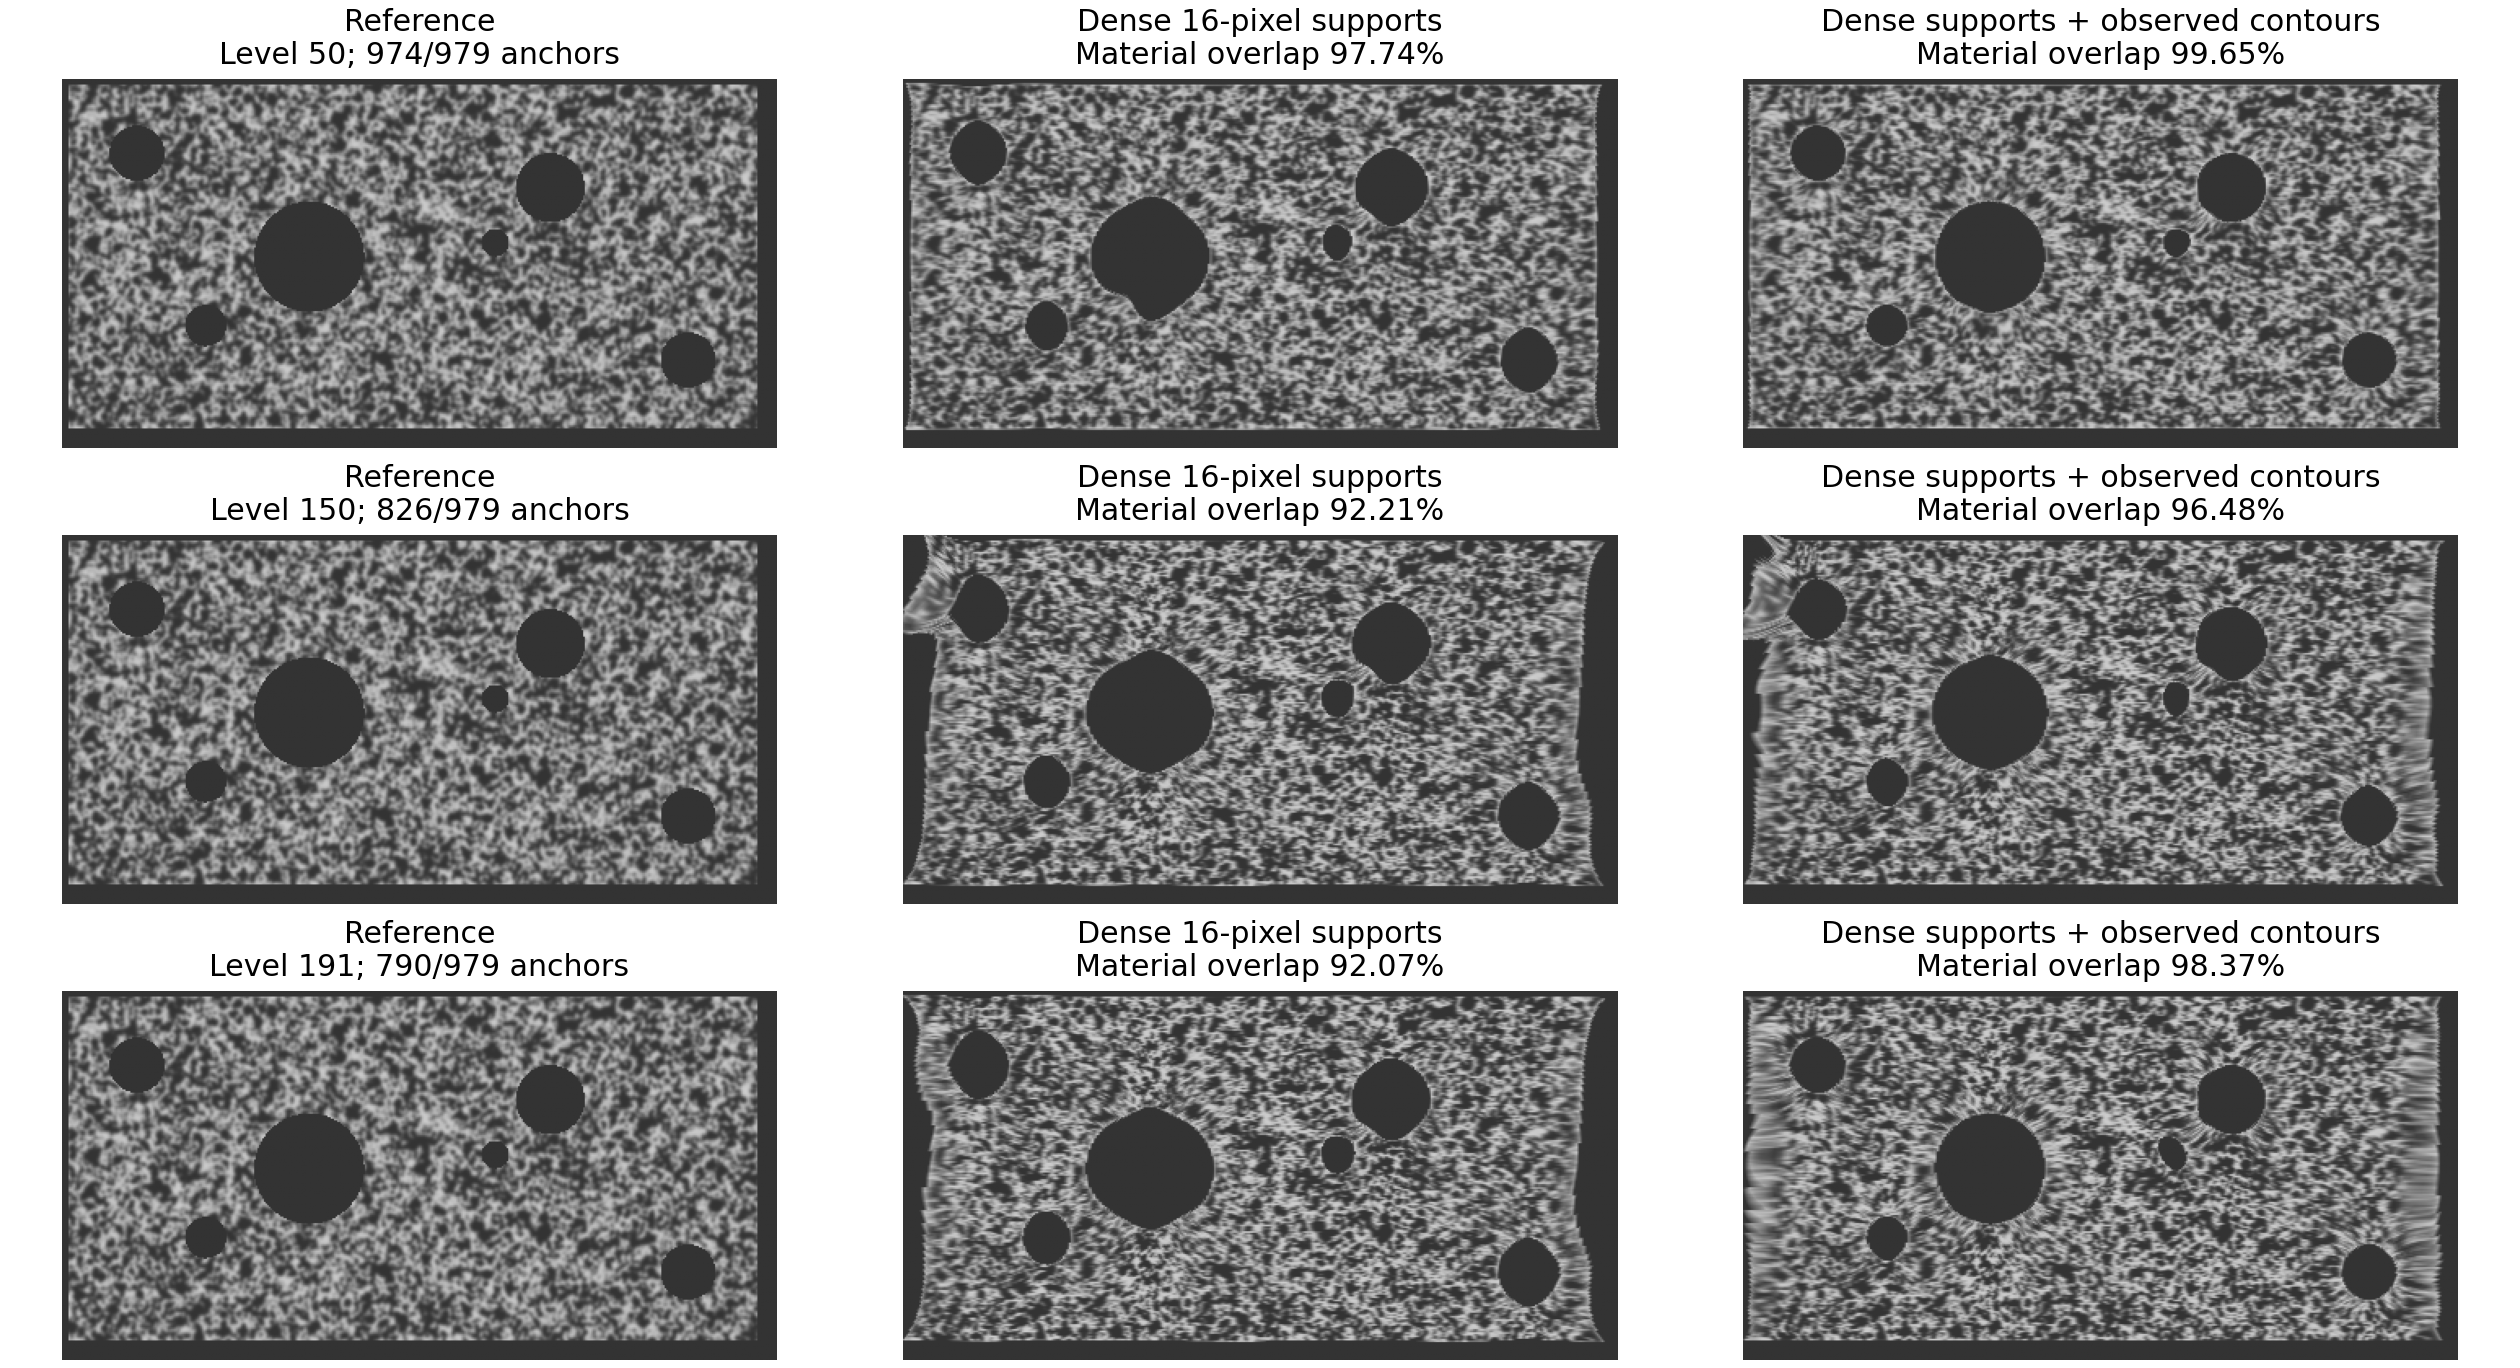 Reference
Level 50; 974/979 anchors
Dense 16-pixel supports
Material overlap 97.74%
Dense supports + observed contours
Material overlap 99.65%
Reference
Level 150; 826/979 anchors
Dense 16-pixel supports
Material overlap 92.21%
Dense supports + observed contours
Material overlap 96.48%
Reference
Level 191; 790/979 anchors
Dense 16-pixel supports
Material overlap 92.07%
Dense supports + observed contours
Material overlap 98.37%